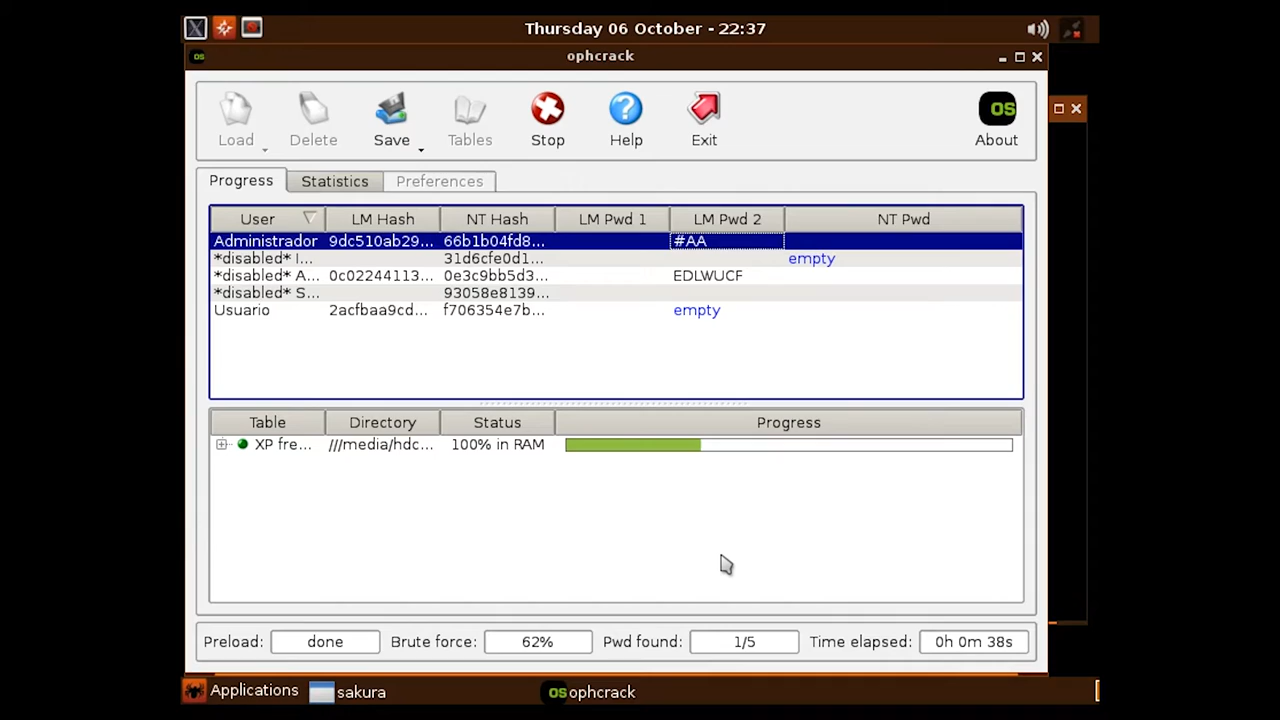 Thursday 06 October - 22:37
os ophcrack
Load Delete Save Tables Stop Help Exit About
OS
Progress Statistics Preferences
User LM Hash NT Hash LM Pwd 1 LM Pwd 2 NT Pwd
Administrador 9dc510ab29... 66b1b04fd8... #AA
*disabled* I... 31d6cfe0d1... empty
*disabled* A... 0c02244113... 0e3c9bb5d3... EDLWUCF
*disabled* S... 93058e8139...
Usuario 2acfbaa9cd... f706354e7b... empty
Table Directory Status Progress
XP fre... ///media/hdc... 100% in RAM
Preload: done Brute force: 62% Pwd found: 1/5 Time elapsed: 0h 0m 38s
Applications sakura os ophcrack